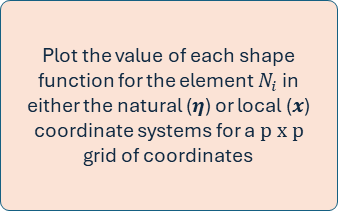 Plot the value of each shape
function for the element Nᵢ in
either the natural (η) or local (x)
coordinate systems for a p x p
grid of coordinates